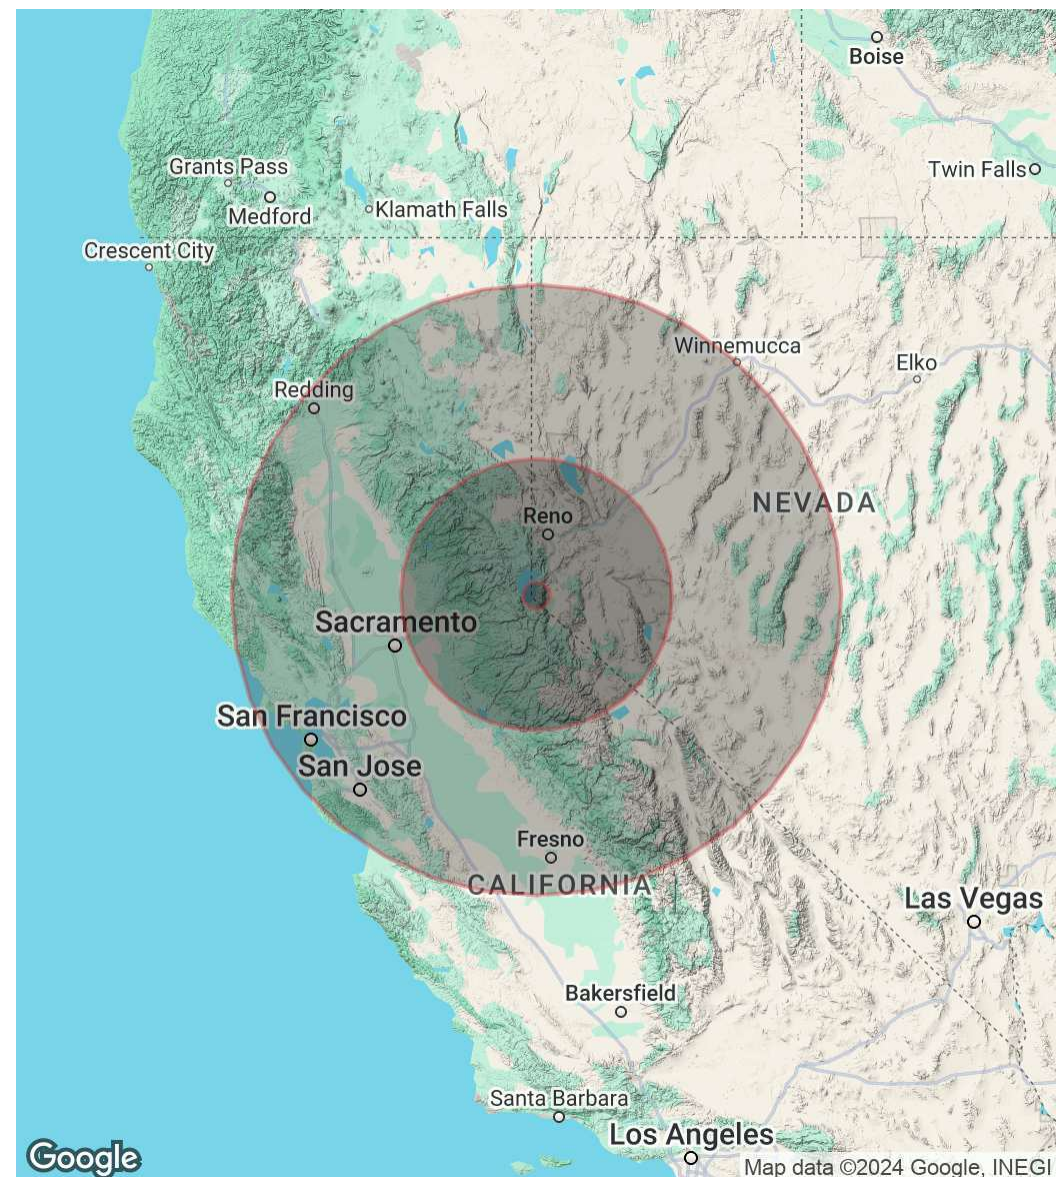 Boise
Grants Pass
Twin Falls
Medford
Klamath Falls
Crescent City
Winnemucca
Elko
Redding
NEVADA
Reno
Sacramento
San Francisco
San Jose
Fresno
CALIFORNIA
Las Vegas
Bakersfield
Santa Barbara
Los Angeles
Google
Map data ©2024 Google, INEGI